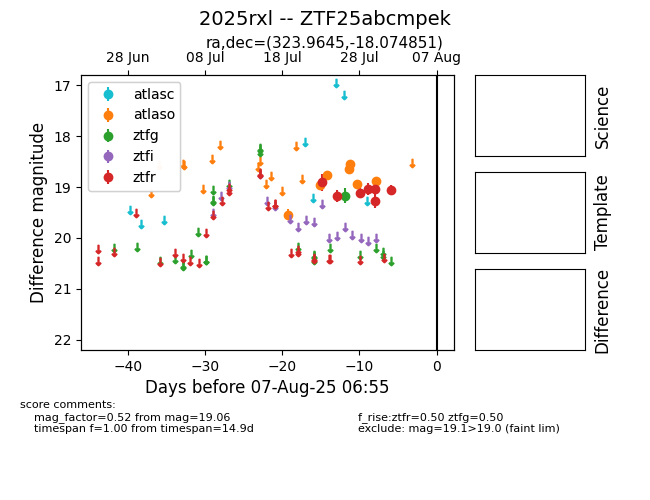 2025rxl -- ZTF25abcmpek
ra,dec=(323.9645,-18.074851)
28 Jun 08 Jul 18 Jul 28 Jul 07 Aug
17
18
19
20
21
22
Difference magnitude
atlasc
atlaso
ztfg
ztfi
ztfr
−40 −30 −20 −10 0
Days before 07-Aug-25 06:55
Science
Template
Difference
score comments:
mag_factor=0.52 from mag=19.06
timespan f=1.00 from timespan=14.9d
f_rise:ztfr=0.50 ztfg=0.50
exclude: mag=19.1>19.0 (faint lim)